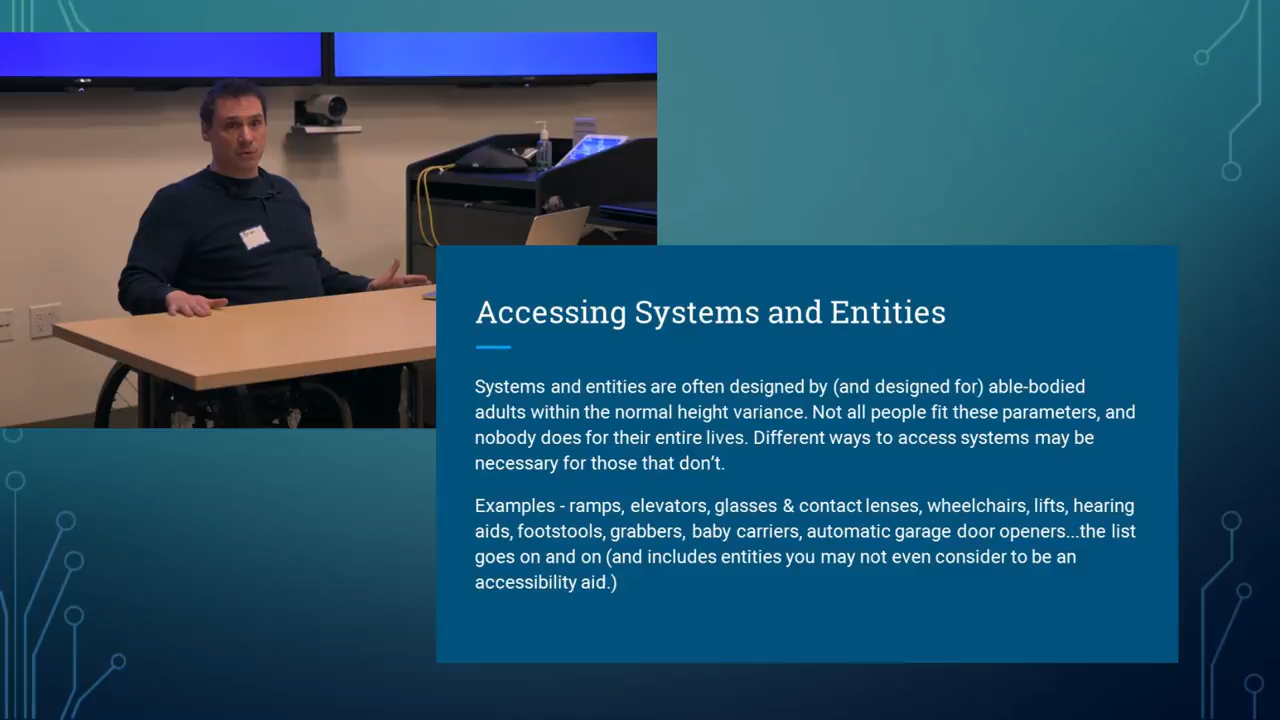 Accessing Systems and Entities
Systems and entities are often designed by (and designed for) able-bodied
adults within the normal height variance. Not all people fit these parameters, and
nobody does for their entire lives. Different ways to access systems may be
necessary for those that don’t.
Examples - ramps, elevators, glasses & contact lenses, wheelchairs, lifts, hearing
aids, footstools, grabbers, baby carriers, automatic garage door openers...the list
goes on and on (and includes entities you may not even consider to be an
accessibility aid.)